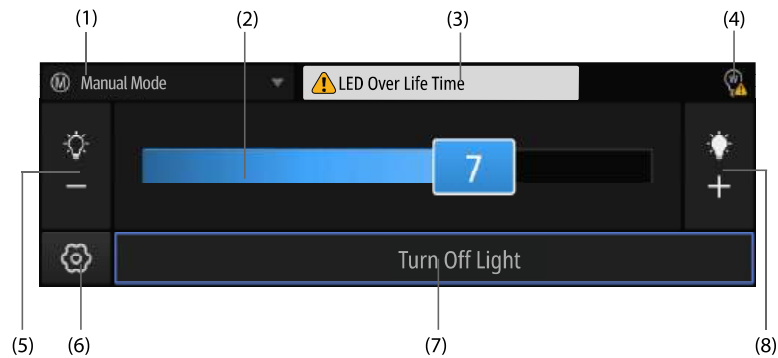 (1) (2) (3) (4)
M Manual Mode LED Over Life Time W
7
Turn Off Light
(5) (6) (7) (8)